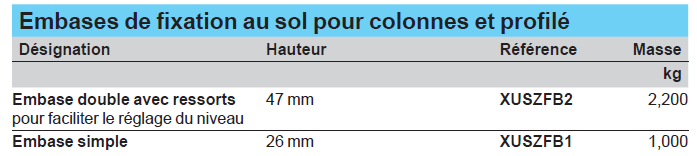 Embases de fixation au sol pour colonnes et profilé
Désignation Hauteur Référence Masse
kg
Embase double avec ressorts 47 mm XUSZFB2 2,200
pour faciliter le réglage du niveau
Embase simple 26 mm XUSZFB1 1,000